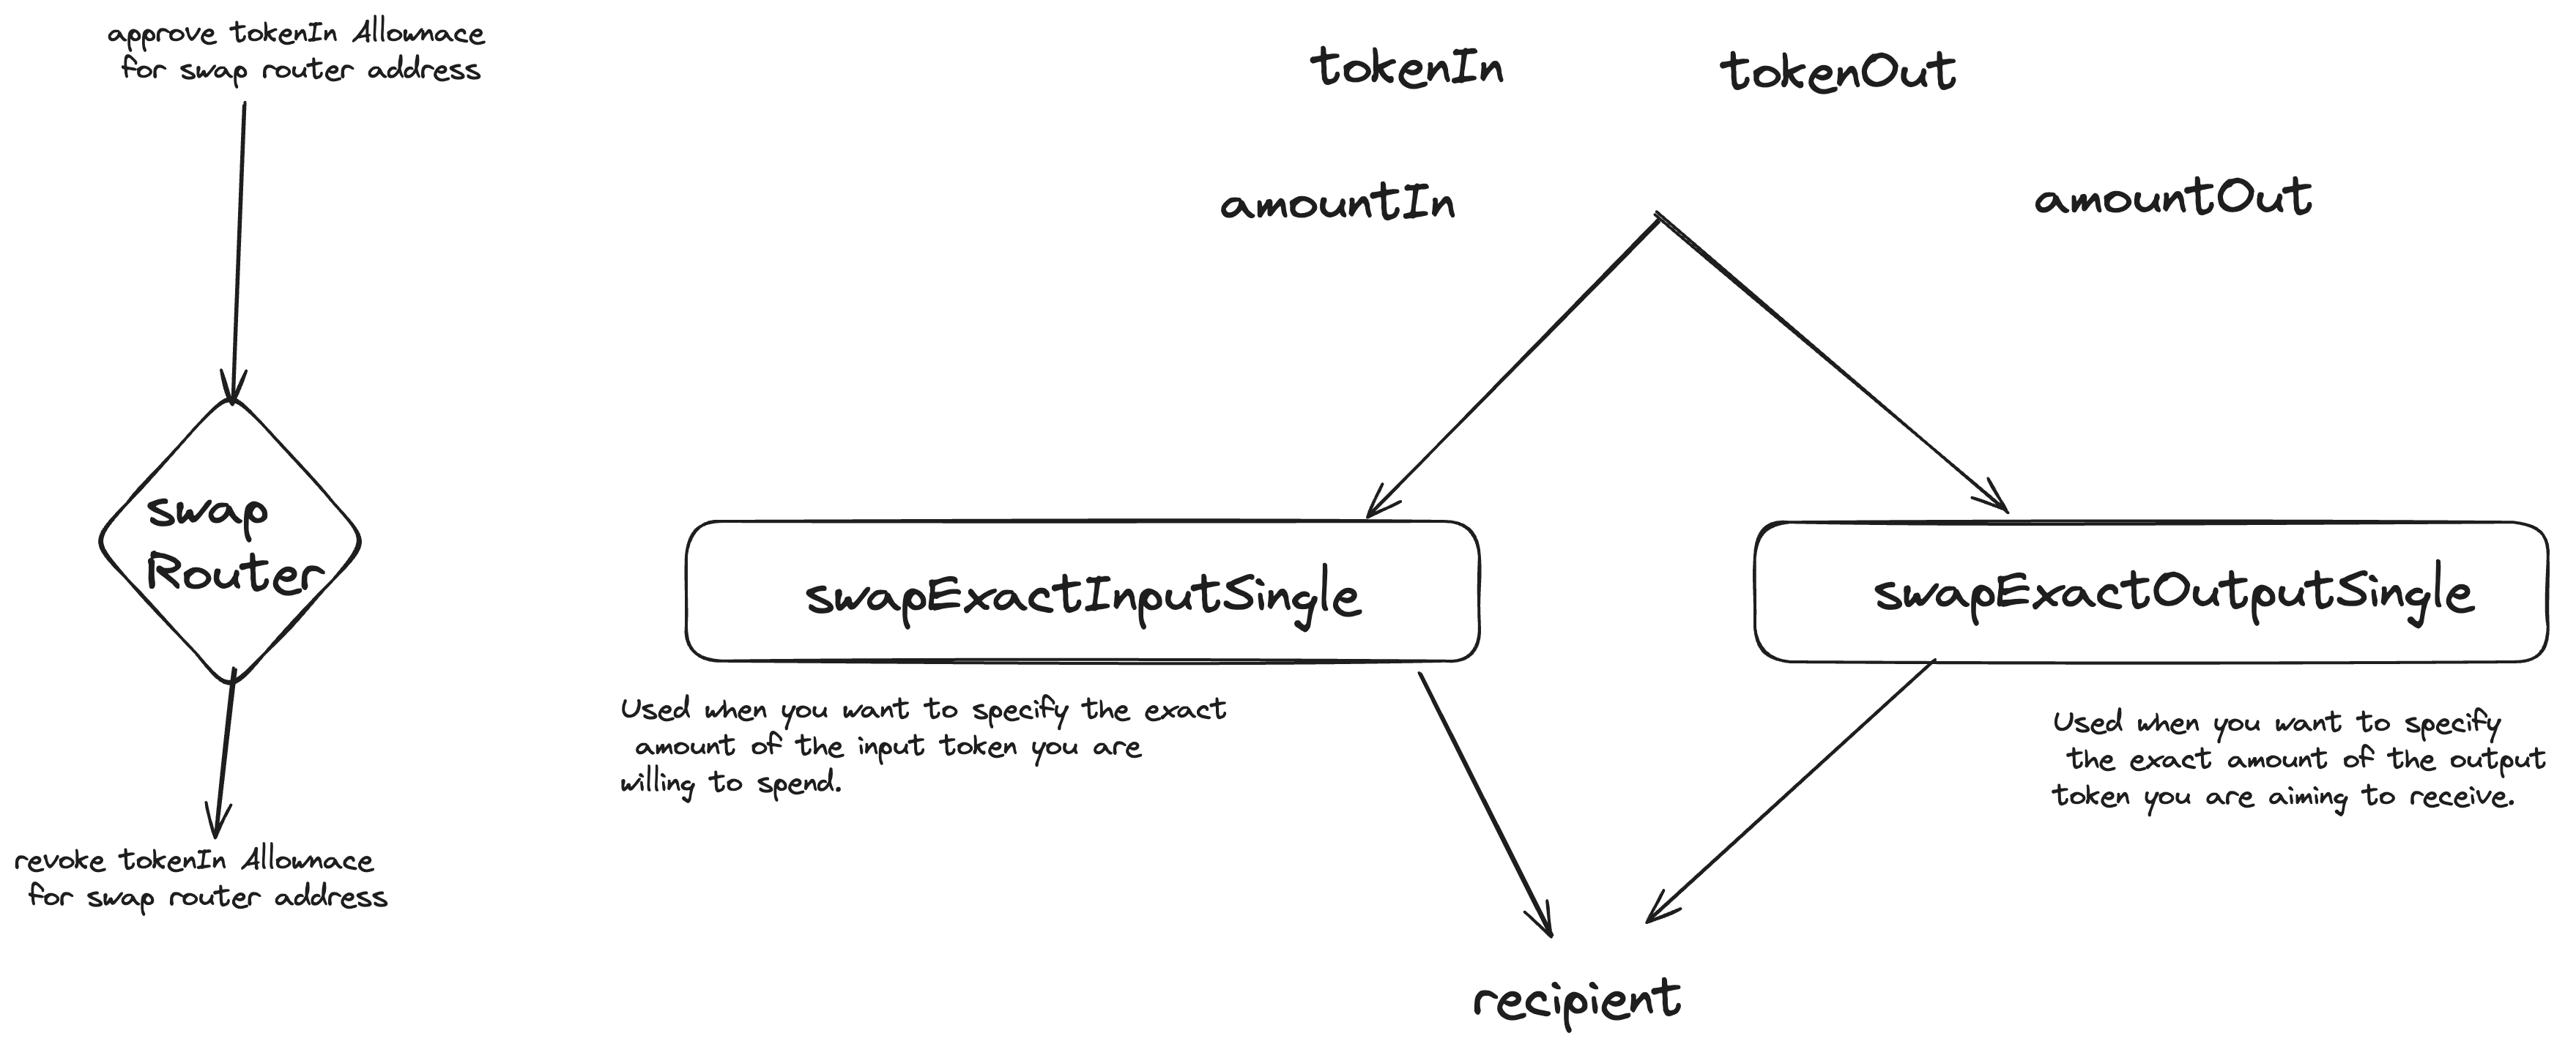 approve tokenIn Allownace
for swap router address
swap
Router
revoke tokenIn Allownace
for swap router address
tokenIn
tokenOut
amountIn
amountOut
swapExactInputSingle
Used when you want to specify the exact
amount of the input token you are
willing to spend.
swapExactOutputSingle
Used when you want to specify
the exact amount of the output
token you are aiming to receive.
recipient